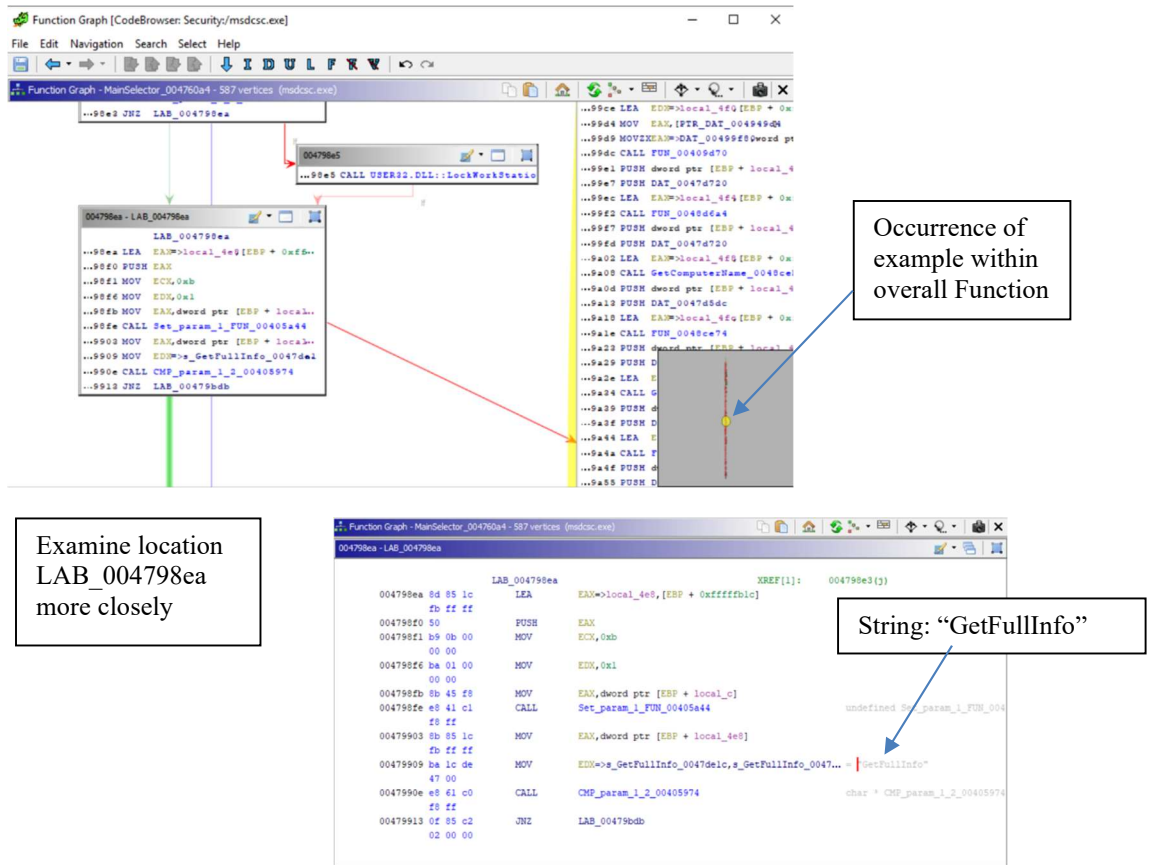 Function Graph [CodeBrowser: Security:/msdcsc.exe]
File Edit Navigation Search Select Help
I D U L F
Function Graph - MainSelector_004760a4 - 587 vertices (msdcsc.exe)
...98e3 JNZ LAB_004798ea
004798e5
...98e5 CALL USER32.DLL::LockWorkStatio
004798ea - LAB_004798ea
LAB_004798ea
...98ea LEA EAX=>local_4e8[EBP + 0xff...
...98f0 PUSH EAX
...98f1 MOV ECX,0xb
...98f6 MOV EDX,0x1
...98fb MOV EAX,dword ptr [EBP + local...
...98fe CALL Set_param_1_FUN_00405a44
...9903 MOV EAX,dword ptr [EBP + local...
...9909 MOV EDX=>s_GetFullInfo_0047de1
...990e CALL CMP_param_1_2_00405974
...9913 JNZ LAB_00479bdb
...99ce LEA EDX=>local_4f0[EBP + 0x
...99d4 MOV EAX,[PTR_DAT_004949d4
...99d9 MOVZXEAX=>DAT_00499f80word pt
...99dc CALL FUN_00409d70
...99e1 PUSH dword ptr [EBP + local_4
...99e7 PUSH DAT_0047d720
...99ec LEA EAX=>local_4f4[EBP + 0x
...99f2 CALL FUN_0048d6a4
...99f7 PUSH dword ptr [EBP + local_4
...99fd PUSH DAT_0047d720
...9a02 LEA EAX=>local_4f8[EBP + 0x
...9a08 CALL GetComputerName_0048ce
...9a0d PUSH dword ptr [EBP + local_4
...9a13 PUSH DAT_0047d5dc
...9a18 LEA EAX=>local_4fc[EBP + 0x
...9a1e CALL FUN_0048ce74
...9a23 PUSH dword ptr [EBP + local_4
...9a29 PUSH D
...9a2e LEA E
...9a34 CALL G
...9a39 PUSH d
...9a3f PUSH D
...9a44 LEA E
...9a4a CALL F
...9a4f PUSH d
...9a55 PUSH D
Occurrence of
example within
overall Function
Examine location
LAB_004798ea
more closely
Function Graph - MainSelector_004760a4 - 587 vertices (msdcsc.exe)
004798ea - LAB_004798ea
LAB_004798ea XREF[1]: 004798e3(j)
004798ea 8d 85 1c LEA EAX=>local_4e8,[EBP + 0xfffffb1c]
fb ff ff
004798f0 50 PUSH EAX
004798f1 b9 0b 00 MOV ECX,0xb
00 00
004798f6 ba 01 00 MOV EDX,0x1
00 00
004798fb 8b 45 f8 MOV EAX,dword ptr [EBP + local_c]
004798fe e8 41 c1 CALL Set_param_1_FUN_00405a44 undefined Set_param_1_FUN_004
f8 ff
00479903 8b 85 1c MOV EAX,dword ptr [EBP + local_4e8]
fb ff ff
00479909 ba 1c de MOV EDX=>s_GetFullInfo_0047de1c,s_GetFullInfo_0047... = "GetFullInfo"
47 00
0047990e e8 61 c0 CALL CMP_param_1_2_00405974 char * CMP_param_1_2_00405974
f8 ff
00479913 0f 85 c2 JNZ LAB_00479bdb
02 00 00
String: “GetFullInfo”